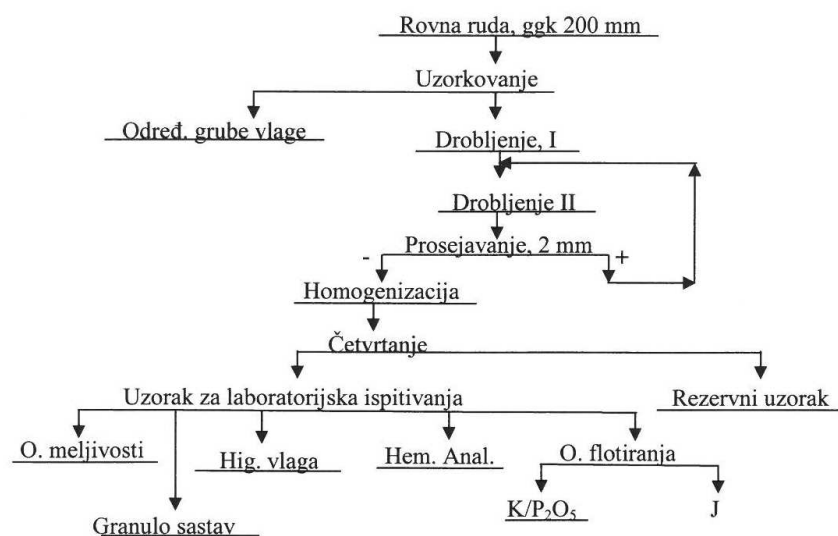 Rovna ruda, ggk 200 mm
Uzorkovanje
Određ. grube vlage
Drobljenje, I
Drobljenje II
Prosejavanje, 2 mm
- +
Homogenizacija
Četvrtanje
Uzorak za laboratorijska ispitivanja
Rezervni uzorak
O. meljivosti
Hig. vlaga
Hem. Anal.
O. flotiranja
Granulo sastav
K/P₂O₅
J